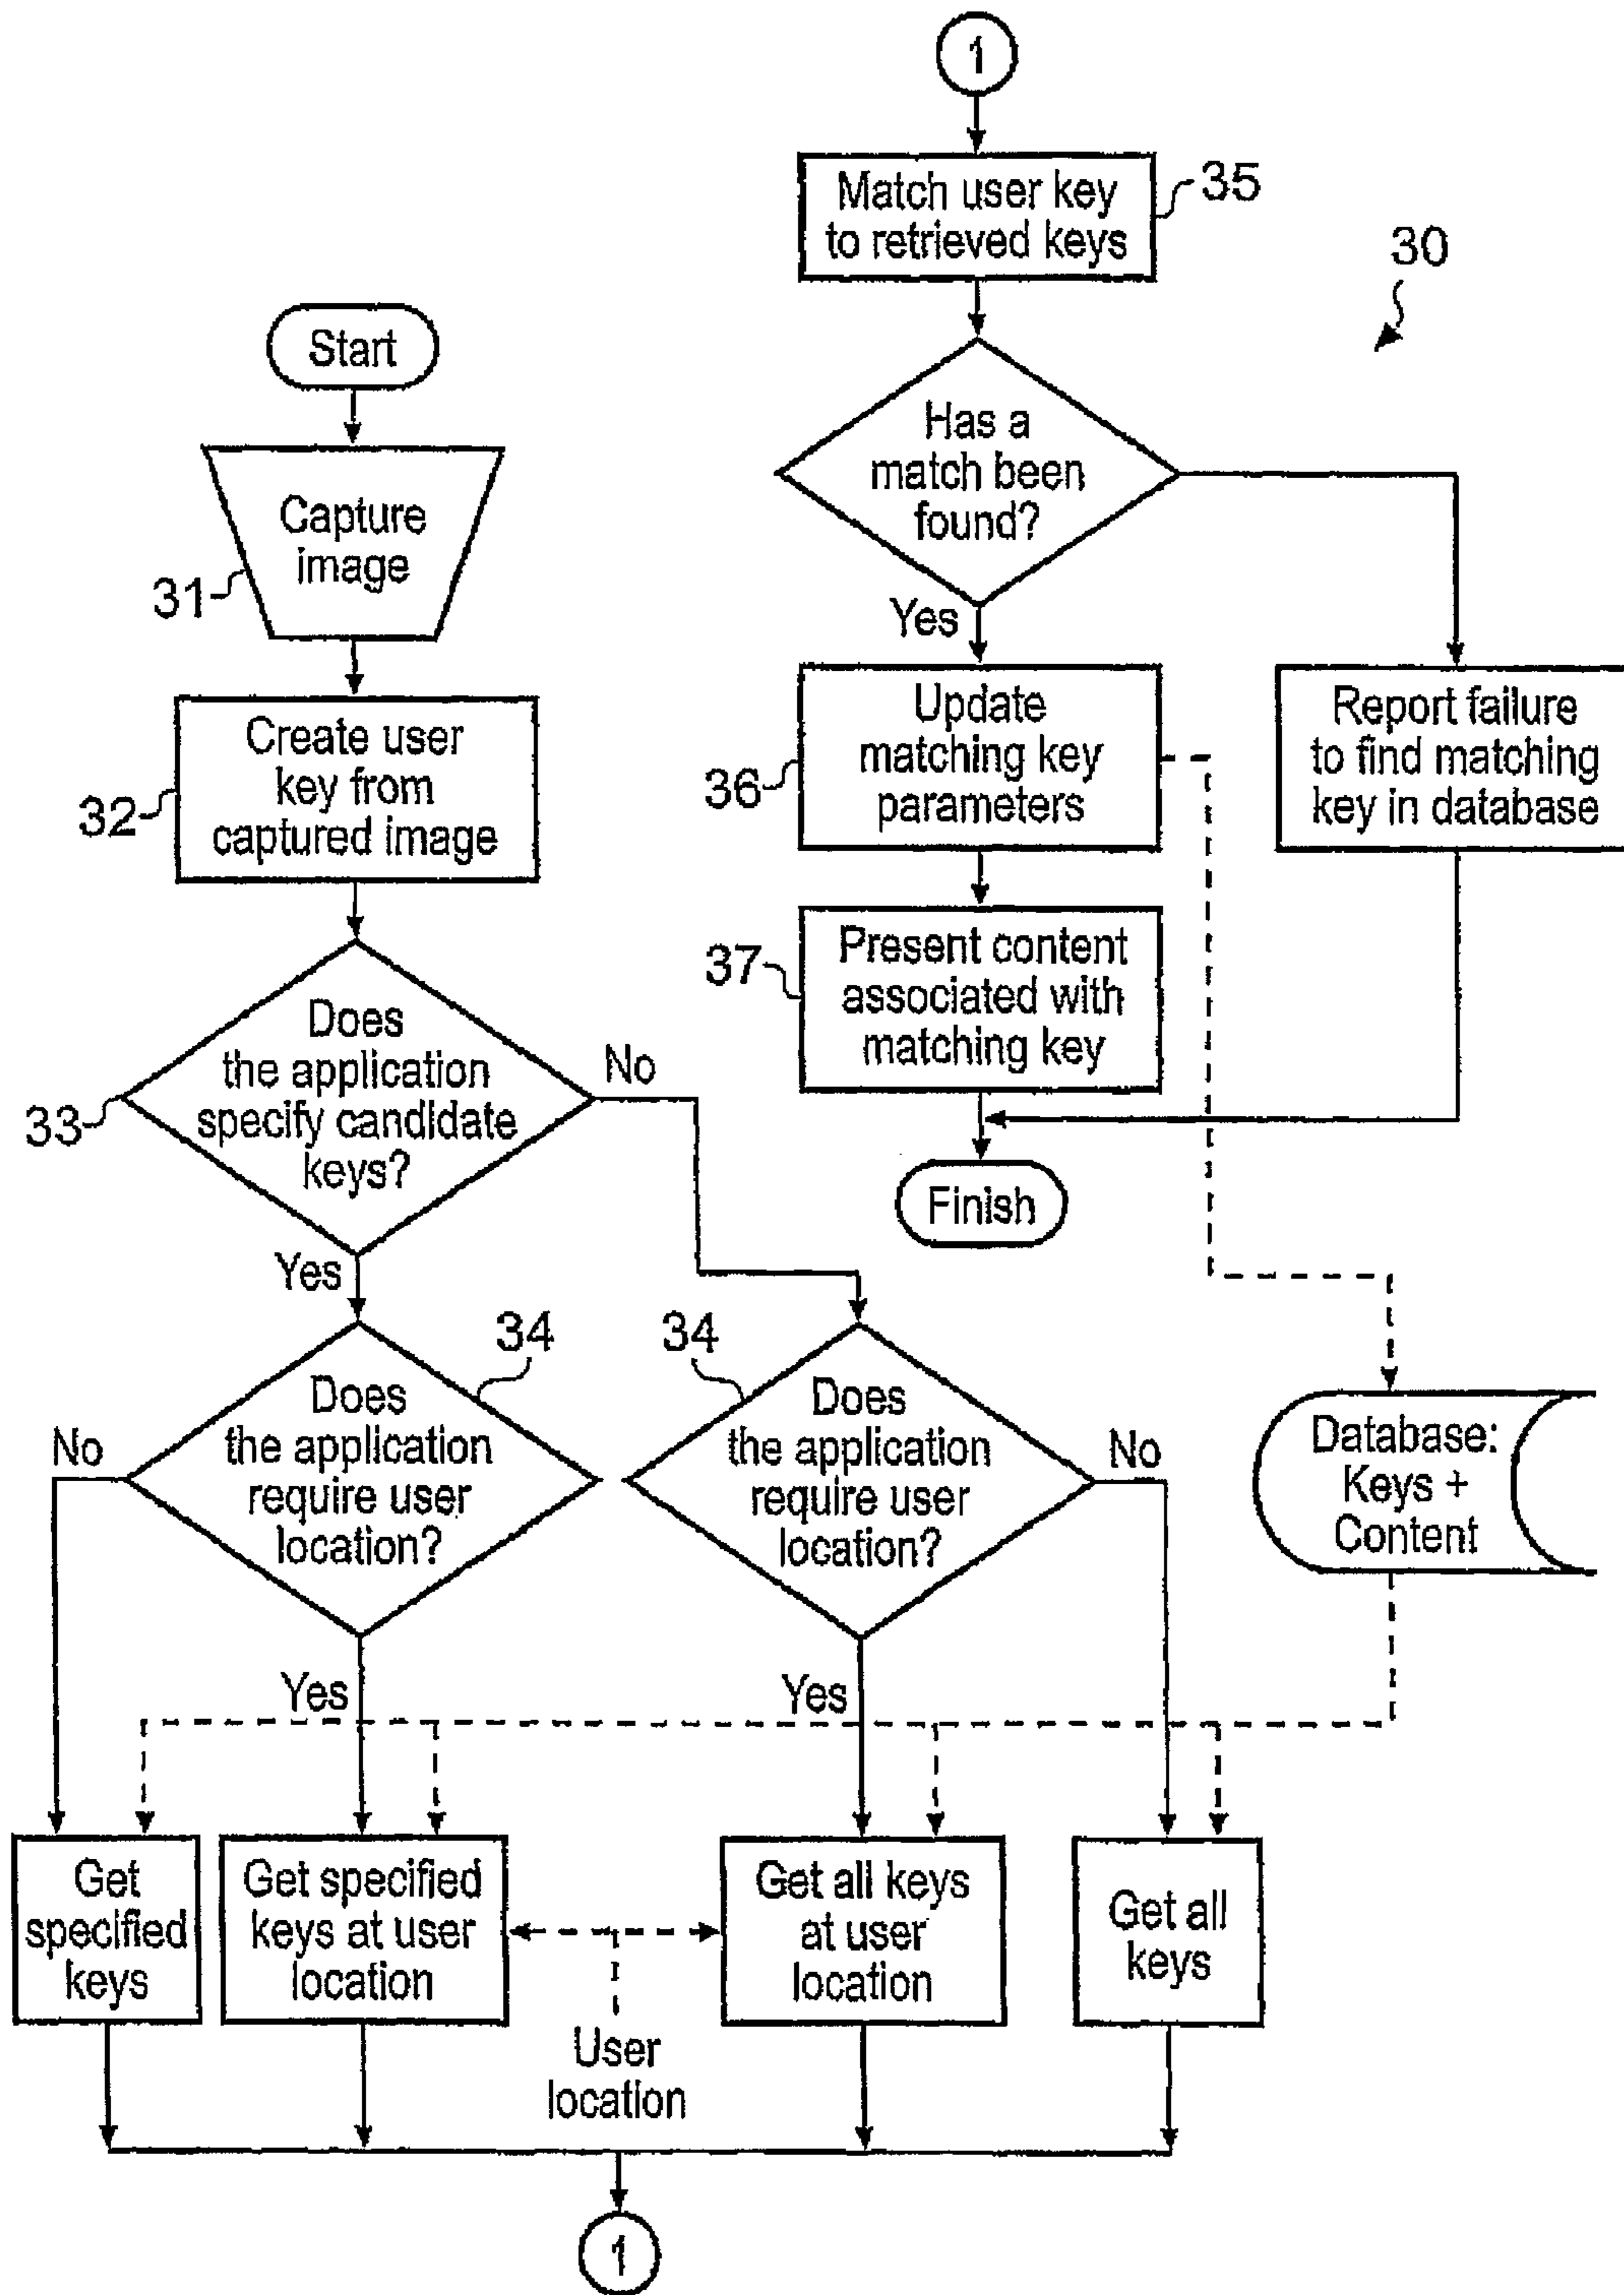 Start
Capture
image
31
Create user
key from
captured image
32
Does
the application
specify candidate
keys?
33
No
Yes
Does
the application
require user
location?
34
No
Yes
34
Does
the application
require user
location?
No
Yes
Get
specified
keys
Get specified
keys at user
location
Get all keys
at user
location
Get all
keys
User
location
1
1
Match user key
to retrieved keys
35
30
Has a
match been
found?
Yes
Update
matching key
parameters
36
Report failure
to find matching
key in database
Present content
associated with
matching key
37
Finish
Database:
Keys +
Content